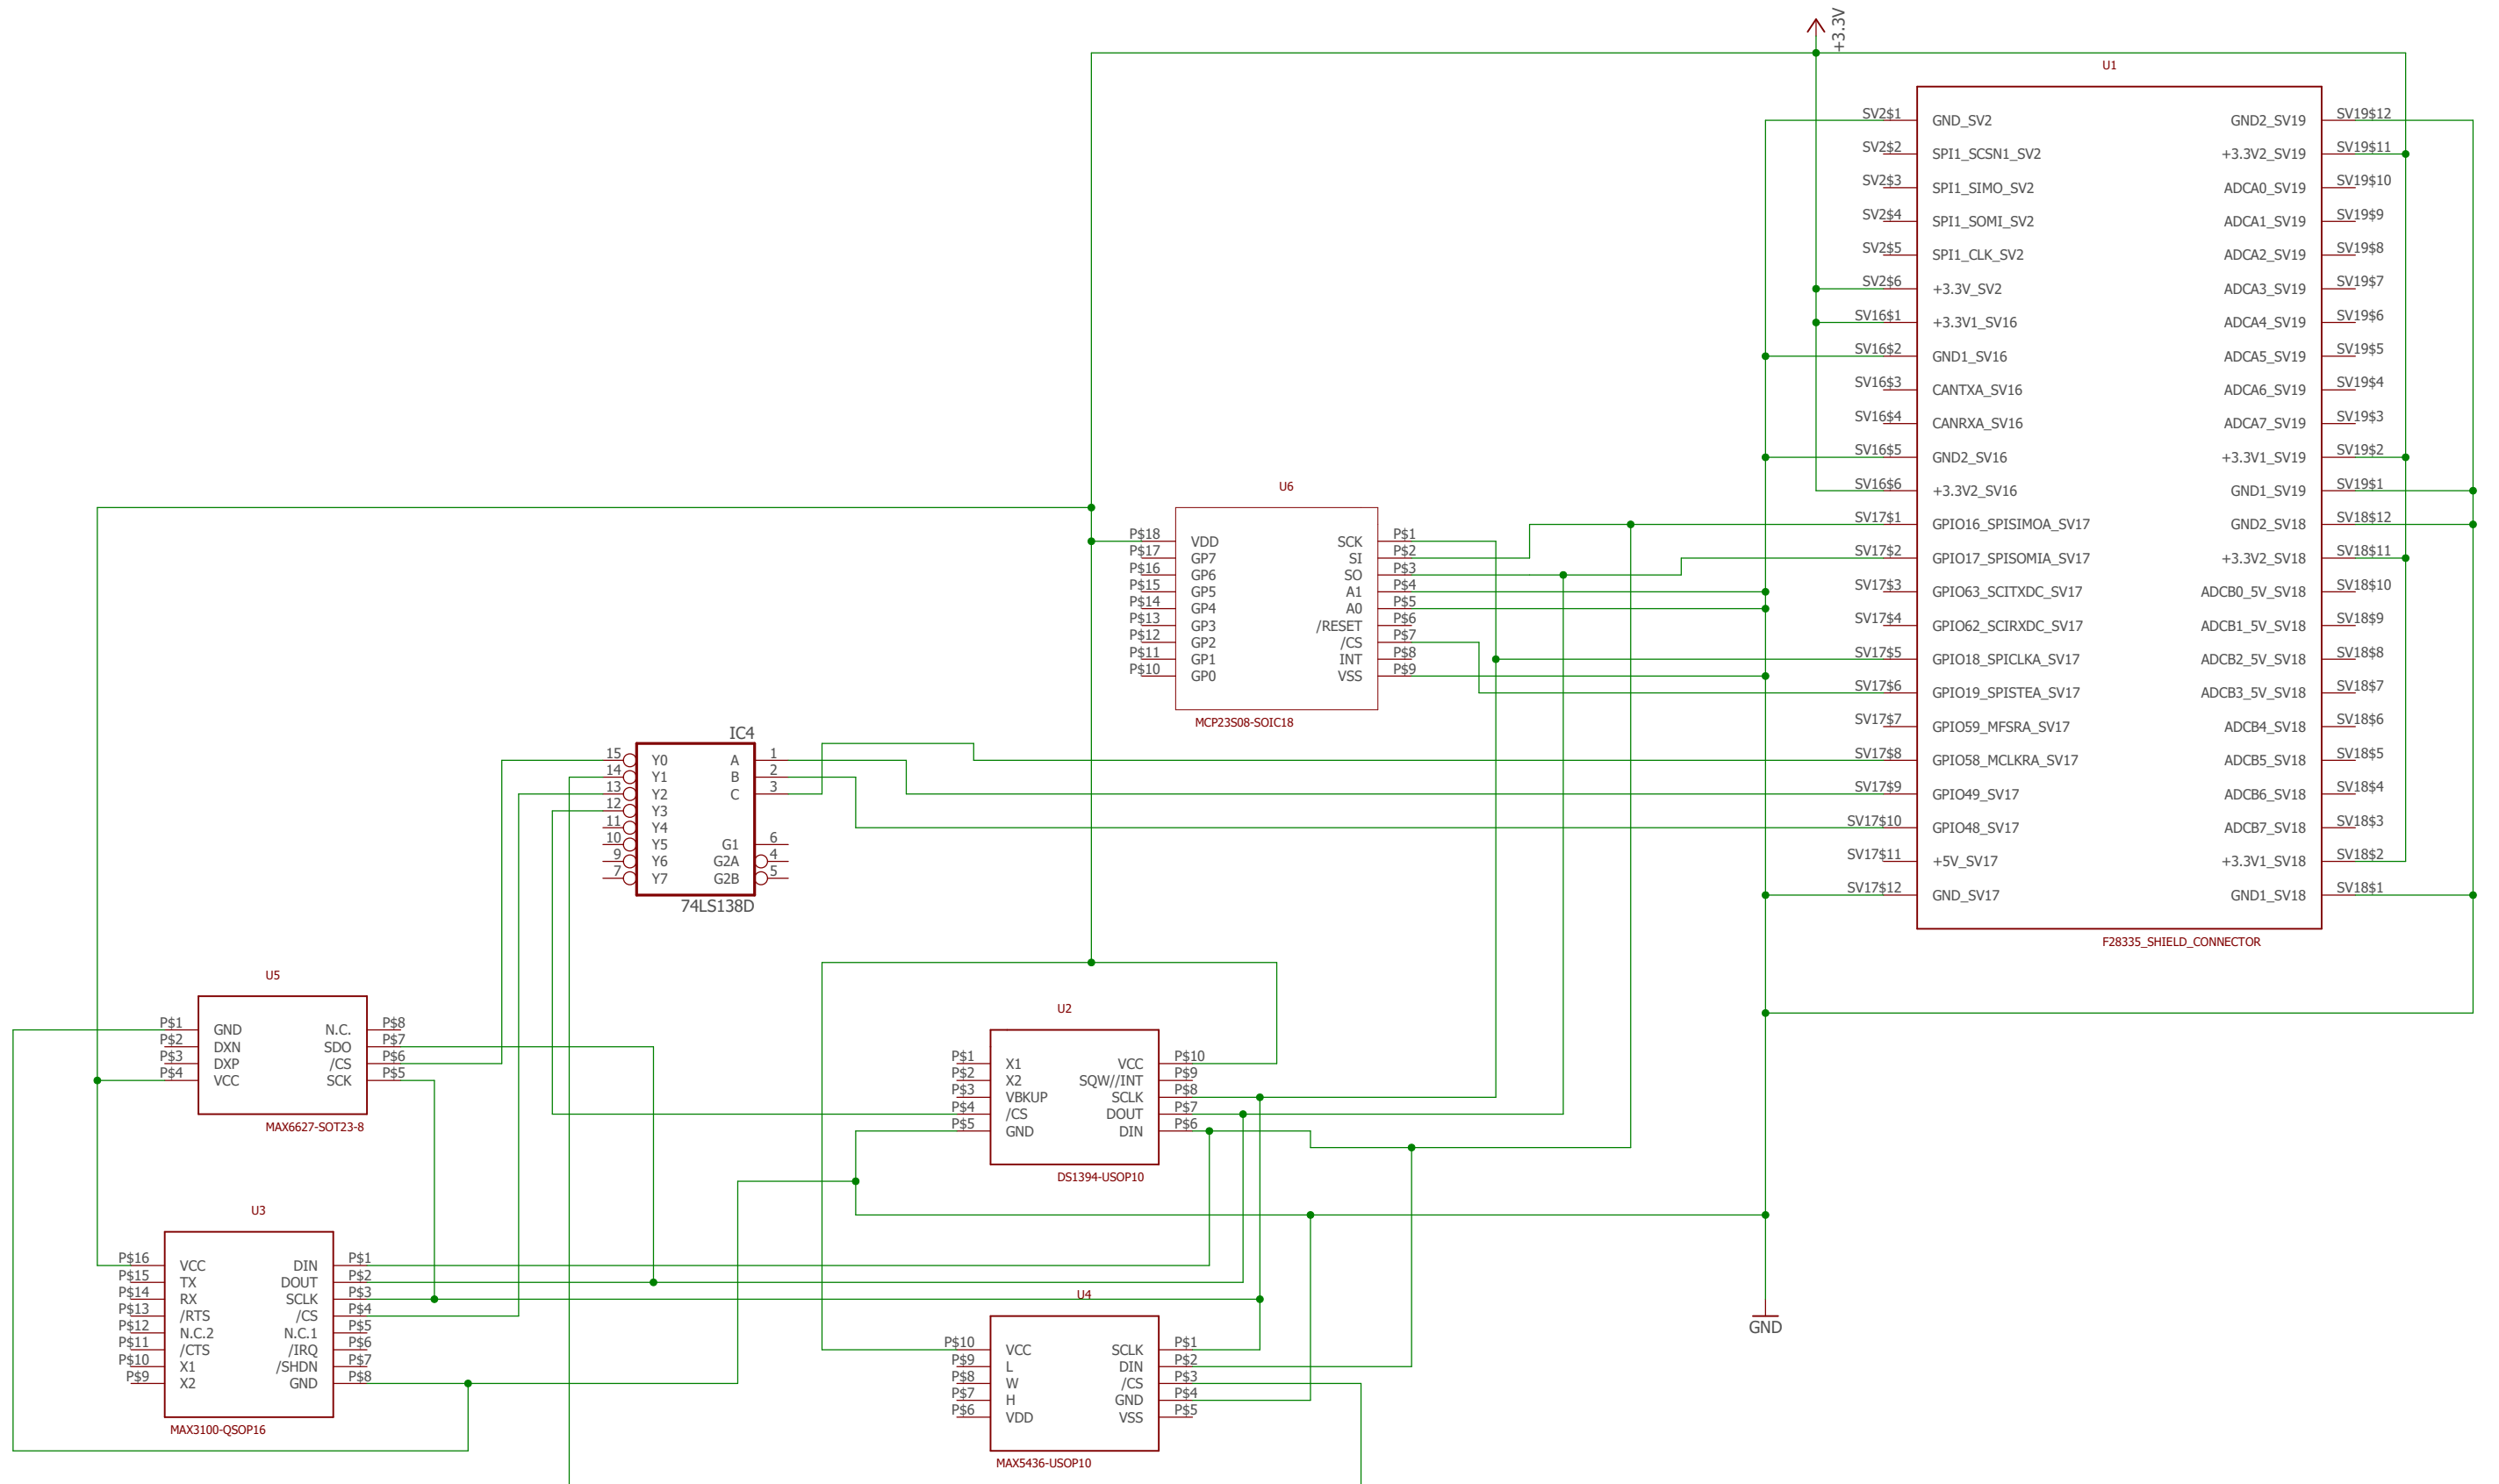 +3.3V
U1
SV2$1 GND_SV2 GND2_SV19 SV19$12
SV2$2 SPI1_SCSN1_SV2 +3.3V2_SV19 SV19$11
SV2$3 SPI1_SIMO_SV2 ADCA0_SV19 SV19$10
SV2$4 SPI1_SOMI_SV2 ADCA1_SV19 SV19$9
SV2$5 SPI1_CLK_SV2 ADCA2_SV19 SV19$8
SV2$6 +3.3V_SV2 ADCA3_SV19 SV19$7
SV16$1 +3.3V1_SV16 ADCA4_SV19 SV19$6
SV16$2 GND1_SV16 ADCA5_SV19 SV19$5
SV16$3 CANTXA_SV16 ADCA6_SV19 SV19$4
SV16$4 CANRXA_SV16 ADCA7_SV19 SV19$3
SV16$5 GND2_SV16 +3.3V1_SV19 SV19$2
SV16$6 +3.3V2_SV16 GND1_SV19 SV19$1
SV17$1 GPIO16_SPISIMOA_SV17 GND2_SV18 SV18$12
SV17$2 GPIO17_SPISOMIA_SV17 +3.3V2_SV18 SV18$11
SV17$3 GPIO63_SCITXDC_SV17 ADCB0_5V_SV18 SV18$10
SV17$4 GPIO62_SCIRXDC_SV17 ADCB1_5V_SV18 SV18$9
SV17$5 GPIO18_SPICLKA_SV17 ADCB2_5V_SV18 SV18$8
SV17$6 GPIO19_SPISTEA_SV17 ADCB3_5V_SV18 SV18$7
SV17$7 GPIO59_MFSRA_SV17 ADCB4_SV18 SV18$6
SV17$8 GPIO58_MCLKRA_SV17 ADCB5_SV18 SV18$5
SV17$9 GPIO49_SV17 ADCB6_SV18 SV18$4
SV17$10 GPIO48_SV17 ADCB7_SV18 SV18$3
SV17$11 +5V_SV17 +3.3V1_SV18 SV18$2
SV17$12 GND_SV17 GND1_SV18 SV18$1
F28335_SHIELD_CONNECTOR
U6
P$18 VDD SCK P$1
P$17 GP7 SI P$2
P$16 GP6 SO P$3
P$15 GP5 A1 P$4
P$14 GP4 A0 P$5
P$13 GP3 /RESET P$6
P$12 GP2 /CS P$7
P$11 GP1 INT P$8
P$10 GP0 VSS P$9
MCP23S08-SOIC18
IC4
15 Y0 A 1
14 Y1 B 2
13 Y2 C 3
12 Y3
11 Y4
10 Y5 G1 6
9 Y6 G2A 4
7 Y7 G2B 5
74LS138D
U5
P$1 GND N.C. P$8
P$2 DXN SDO P$7
P$3 DXP /CS P$6
P$4 VCC SCK P$5
MAX6627-SOT23-8
U2
P$1 X1 VCC P$10
P$2 X2 SQW//INT P$9
P$3 VBKUP SCLK P$8
P$4 /CS DOUT P$7
P$5 GND DIN P$6
DS1394-USOP10
U3
P$16 VCC DIN P$1
P$15 TX DOUT P$2
P$14 RX SCLK P$3
P$13 /RTS /CS P$4
P$12 N.C.2 N.C.1 P$5
P$11 /CTS /IRQ P$6
P$10 X1 /SHDN P$7
P$9 X2 GND P$8
MAX3100-QSOP16
U4
P$10 VCC SCLK P$1
P$9 L DIN P$2
P$8 W /CS P$3
P$7 H GND P$4
P$6 VDD VSS P$5
MAX5436-USOP10
GND